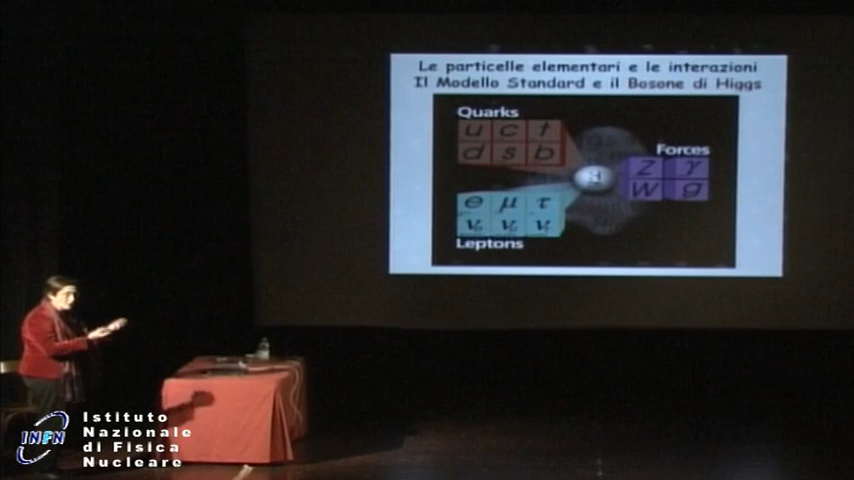 Le particelle elementari e le interazioni
Il Modello Standard e il Bosone di Higgs
Quarks
u c t
d s b
Forces
Z γ
W g
H
e μ τ
Leptons
INFN
Istituto
Nazionale
di Fisica
Nucleare